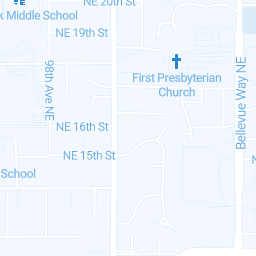 NE 20th St
k Middle School
NE 19th St
98th Ave NE
First Presbyterian
Church
Bellevue Way NE
NE 16th St
NE 15th St
School